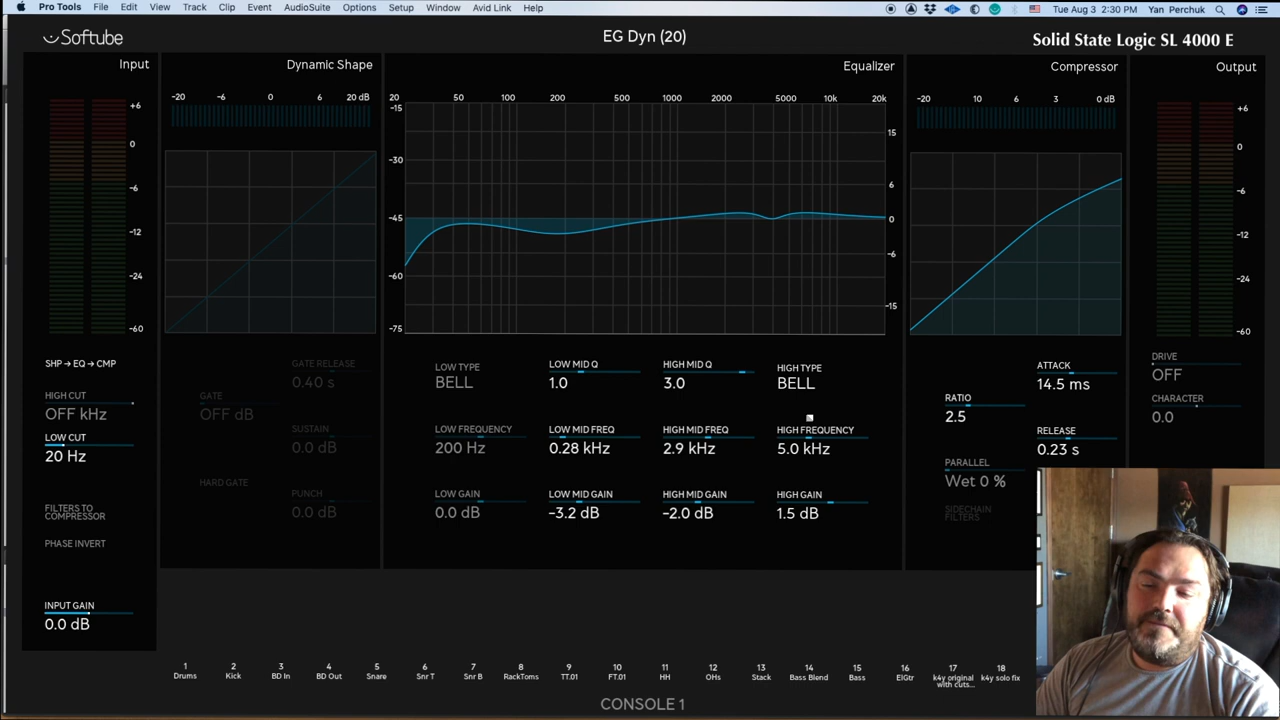 Pro Tools File Edit View Track Clip Event AudioSuite Options Setup Window Avid Link Help
Tue Aug 3 2:30 PM Yan Perchuk
Softube
EG Dyn (20)
Solid State Logic SL 4000 E
Input
Dynamic Shape
Equalizer
Compressor
Output
-20 -6 0 6 20 dB
20 50 100 200 500 1000 2000 5000 10k 20k
-20 10 6 3 0 dB
+6
0
-6
-12
-24
-60
-15
-30
-45
-60
-75
15
6
0
-6
-15
+6
0
-6
-12
-24
-60
SHP → EQ → CMP
HIGH CUT
OFF kHz
LOW CUT
20 Hz
FILTERS TO
COMPRESSOR
PHASE INVERT
INPUT GAIN
0.0 dB
GATE RELEASE
0.40 s
GATE
OFF dB
SUSTAIN
0.0 dB
HARD GATE
PUNCH
0.0 dB
LOW TYPE
BELL
LOW MID Q
1.0
HIGH MID Q
3.0
HIGH TYPE
BELL
LOW FREQUENCY
200 Hz
LOW MID FREQ
0.28 kHz
HIGH MID FREQ
2.9 kHz
HIGH FREQUENCY
5.0 kHz
LOW GAIN
0.0 dB
LOW MID GAIN
-3.2 dB
HIGH MID GAIN
-2.0 dB
HIGH GAIN
1.5 dB
ATTACK
14.5 ms
RATIO
2.5
RELEASE
0.23 s
PARALLEL
Wet 0 %
SIDECHAIN
FILTERS
DRIVE
OFF
CHARACTER
0.0
1 2 3 4 5 6 7 8 9 10 11 12 13 14 15 16 17 18
Drums Kick BD In BD Out Snare Snr T Snr B RackToms TT.01 FT.01 HH OHs Stack Bass Blend Bass ElGtr k4y original k4y solo fix
with cuts...
CONSOLE 1